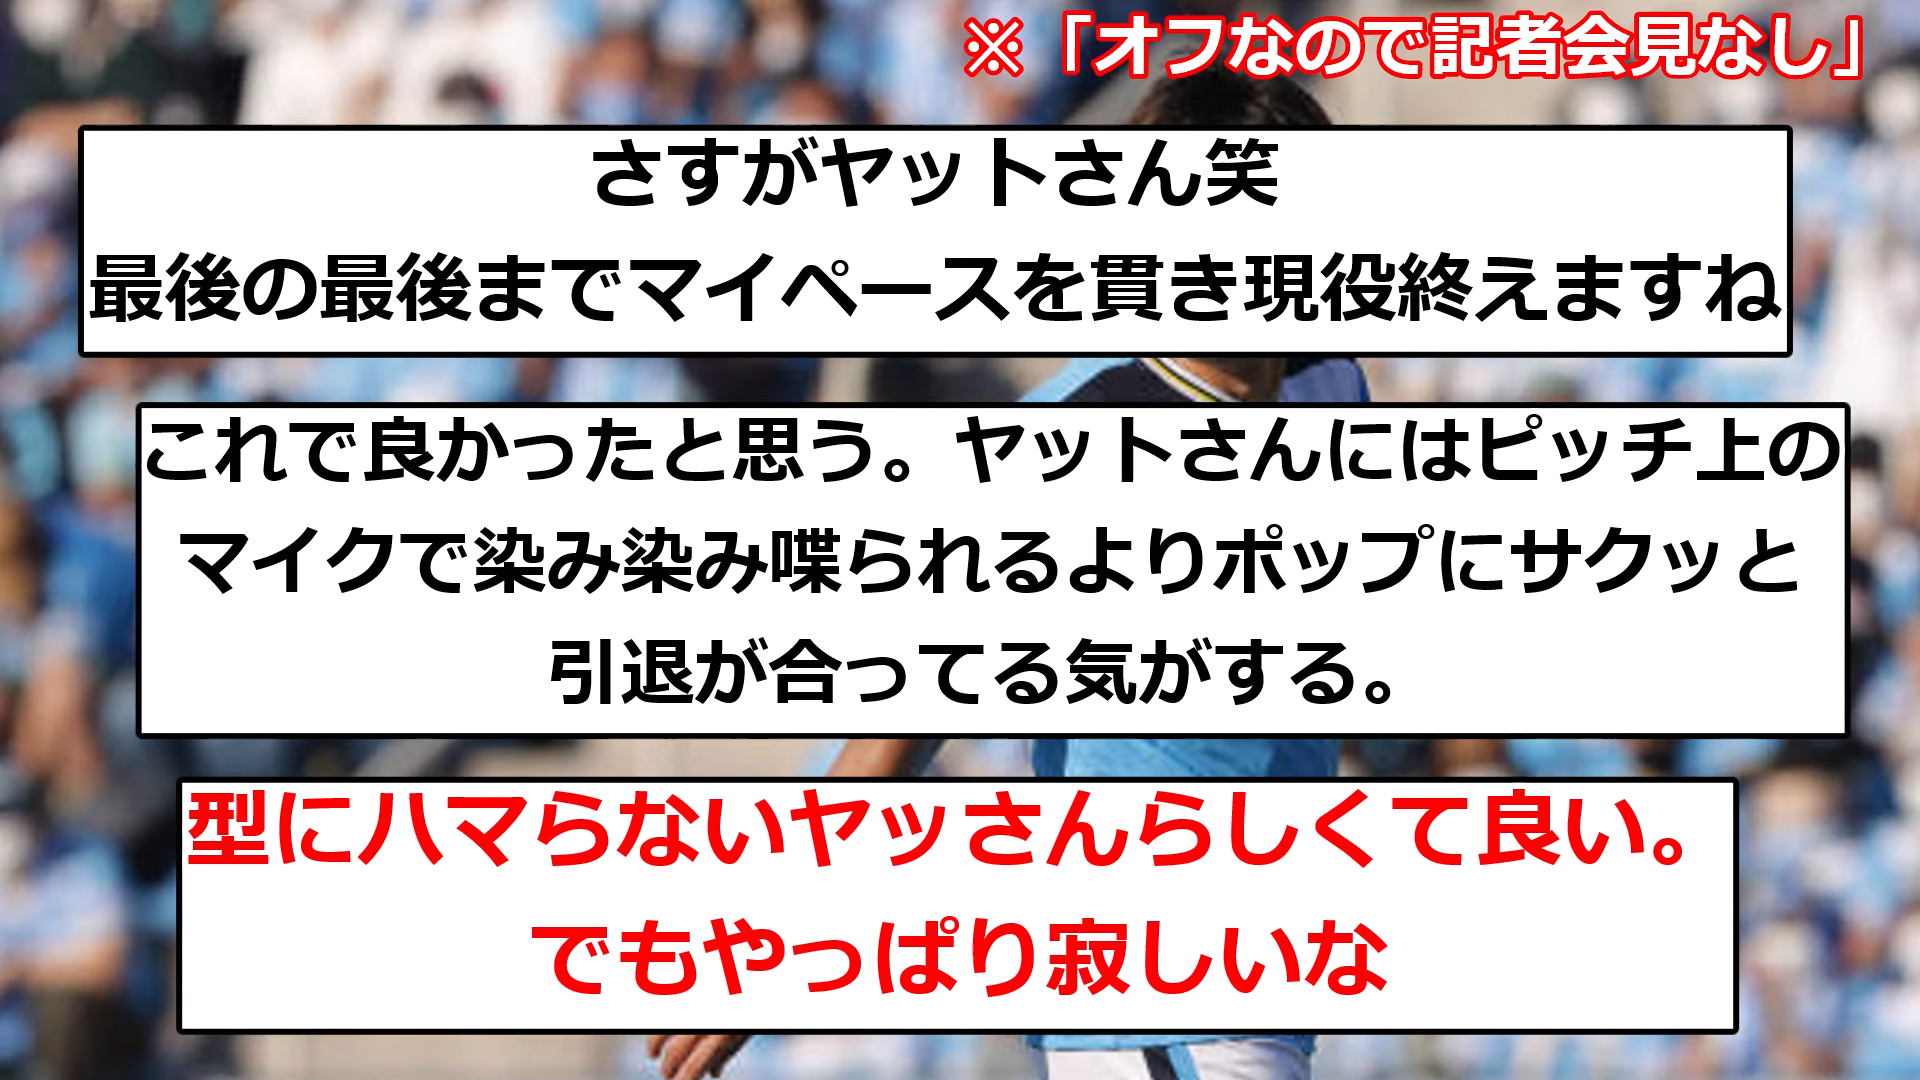 ※「オフなので記者会見なし」
さすがヤットさん笑
最後の最後までマイペースを貫き現役終えますね
これで良かったと思う。ヤットさんにはピッチ上の
マイクで染み染み喋られるよりポップにサクッと
引退が合ってる気がする。
型にハマらないヤッさんらしくて良い。
でもやっぱり寂しいな